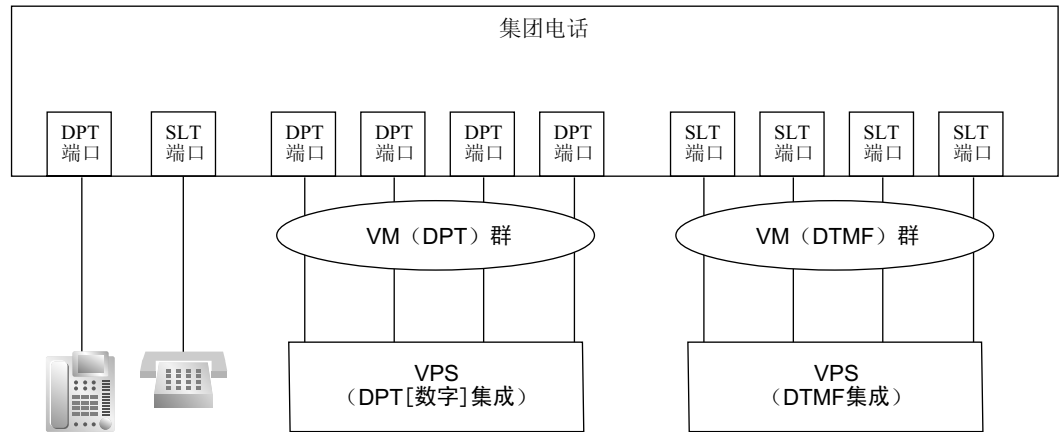 集团电话
DPT
端口
SLT
端口
DPT
端口
DPT
端口
DPT
端口
DPT
端口
SLT
端口
SLT
端口
SLT
端口
SLT
端口
VM（DPT）群
VM（DTMF）群
VPS
（DPT[数字]集成）
VPS
（DTMF集成）